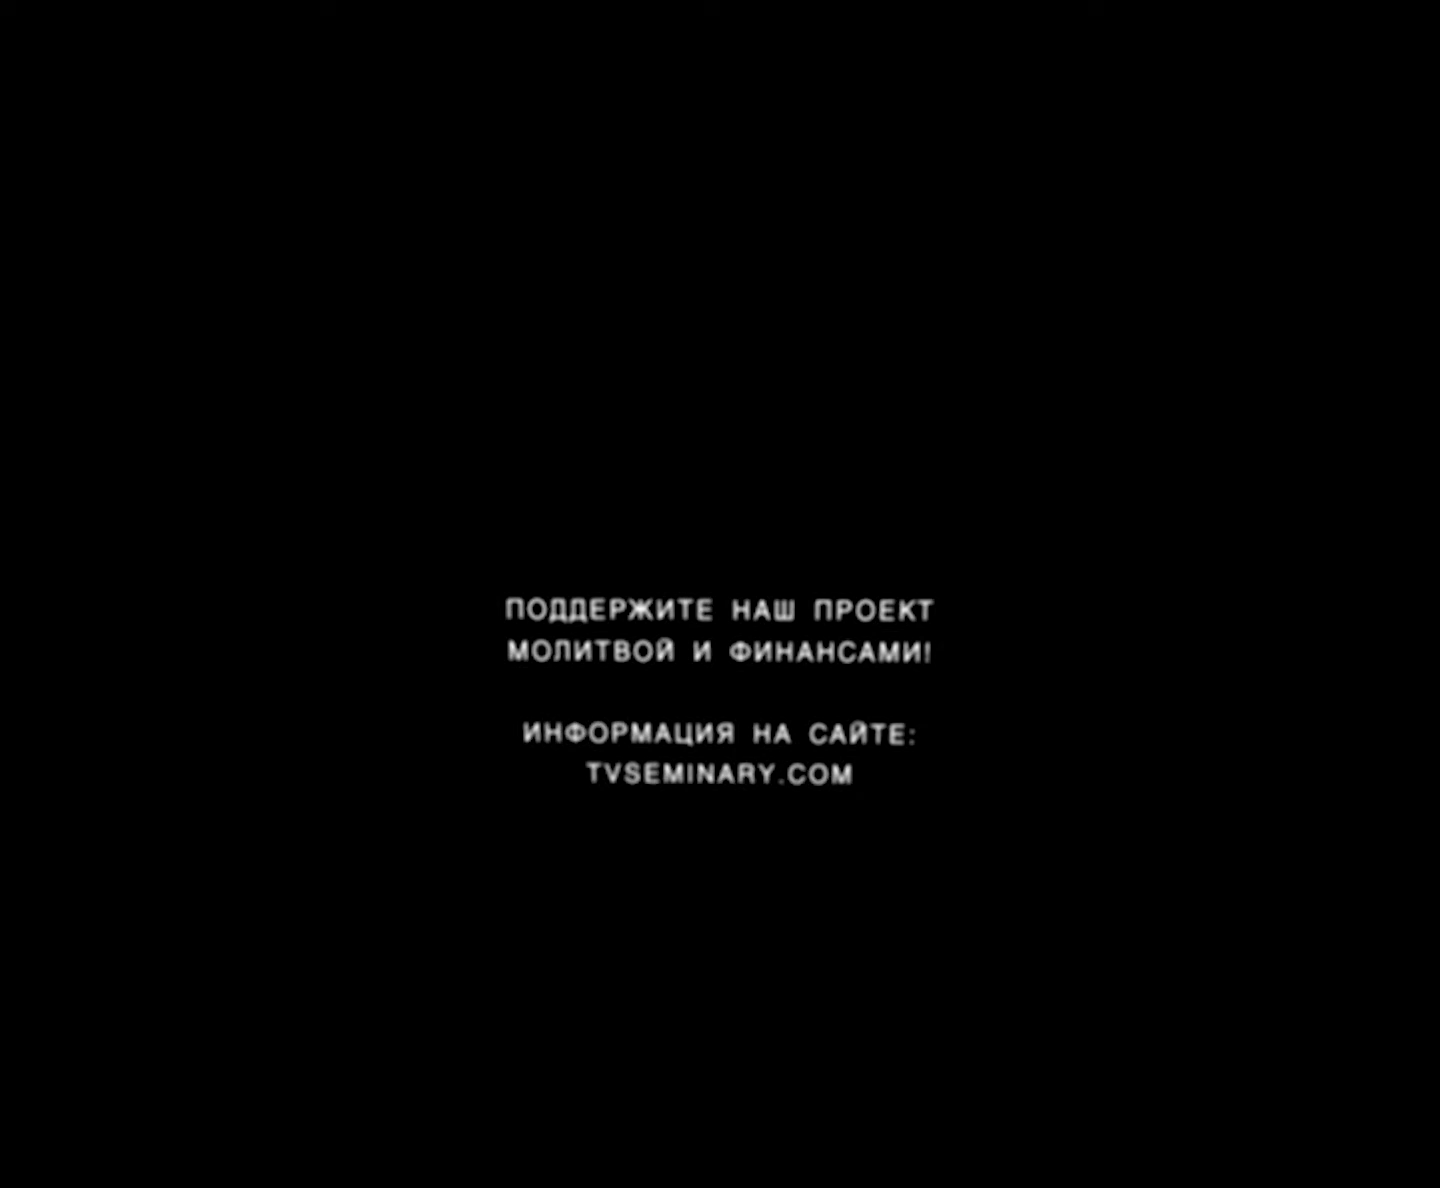 ПОДДЕРЖИТЕ НАШ ПРОЕКТ
МОЛИТВОЙ И ФИНАНСАМИ!
ИНФОРМАЦИЯ НА САЙТЕ:
TVSEMINARY.COM